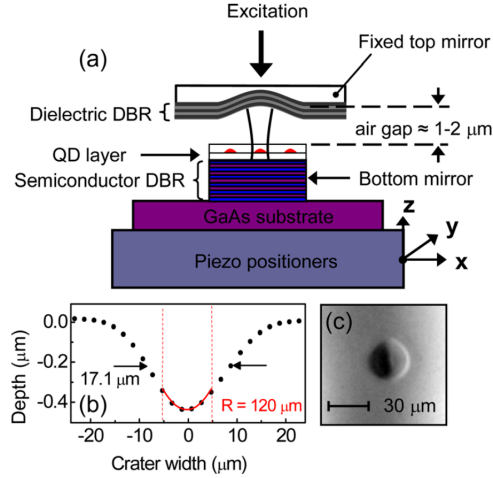 Excitation
(a)
Fixed top mirror
Dielectric DBR
air gap ≈ 1-2 μm
QD layer
Semiconductor DBR
Bottom mirror
GaAs substrate
z
y
x
Piezo positioners
0.0
-0.2
-0.4
Depth (μm)
17.1 μm
(b)
R = 120 μm
-20
-10
0
10
20
Crater width (μm)
(c)
30 μm